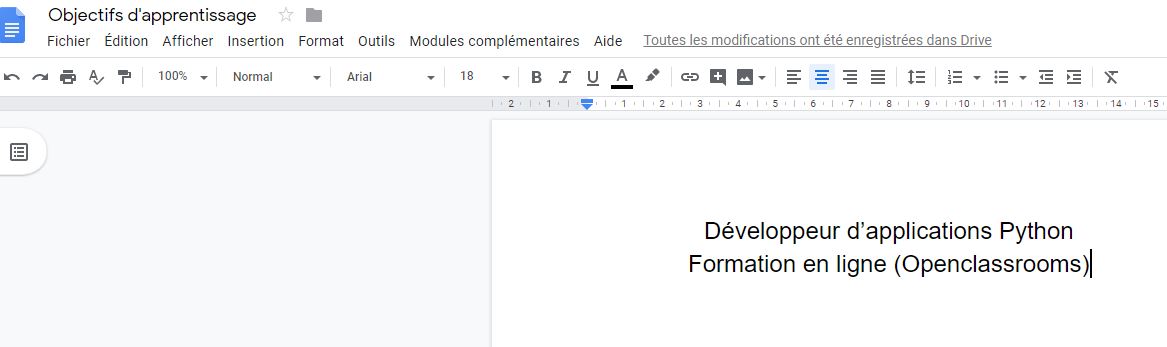 Objectifs d'apprentissage
Fichier Édition Afficher Insertion Format Outils Modules complémentaires Aide Toutes les modifications ont été enregistrées dans Drive
100% Normal Arial 18 B I U A
2 1 1 2 3 4 5 6 7 8 9 10 11 12 13 14 15
Développeur d’applications Python
Formation en ligne (Openclassrooms)